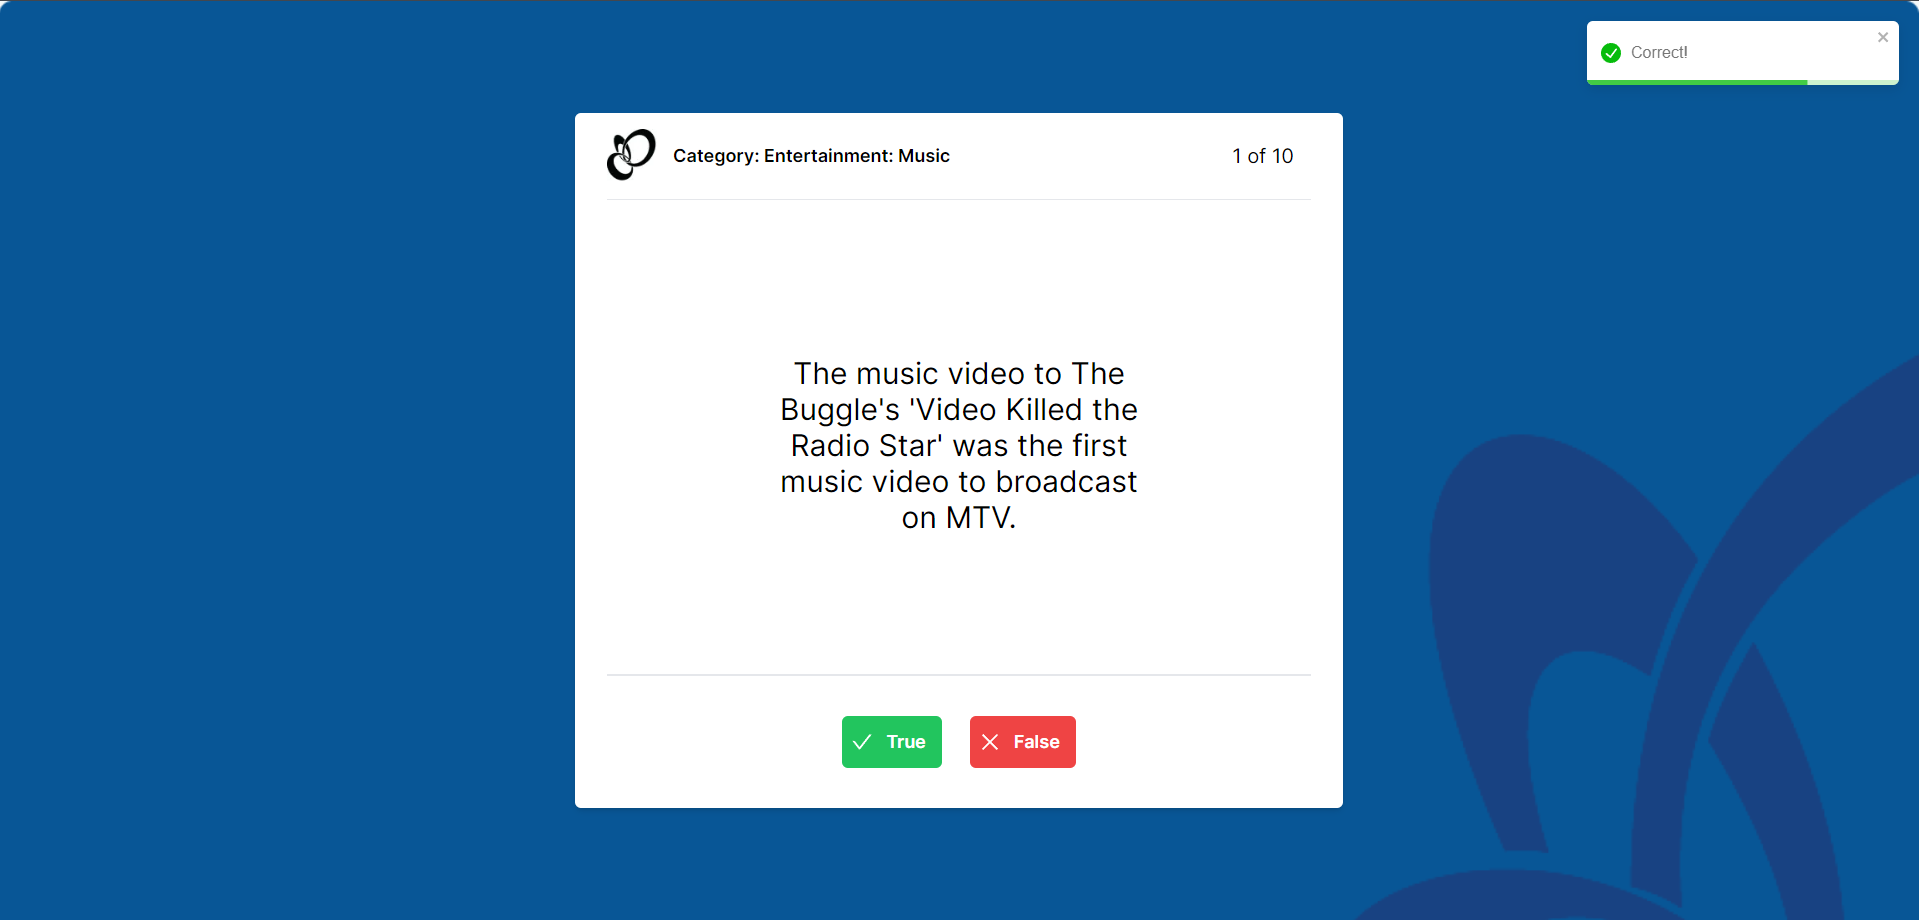 Correct!
Category: Entertainment: Music
1 of 10
The music video to The
Buggle's 'Video Killed the
Radio Star' was the first
music video to broadcast
on MTV.
True
False